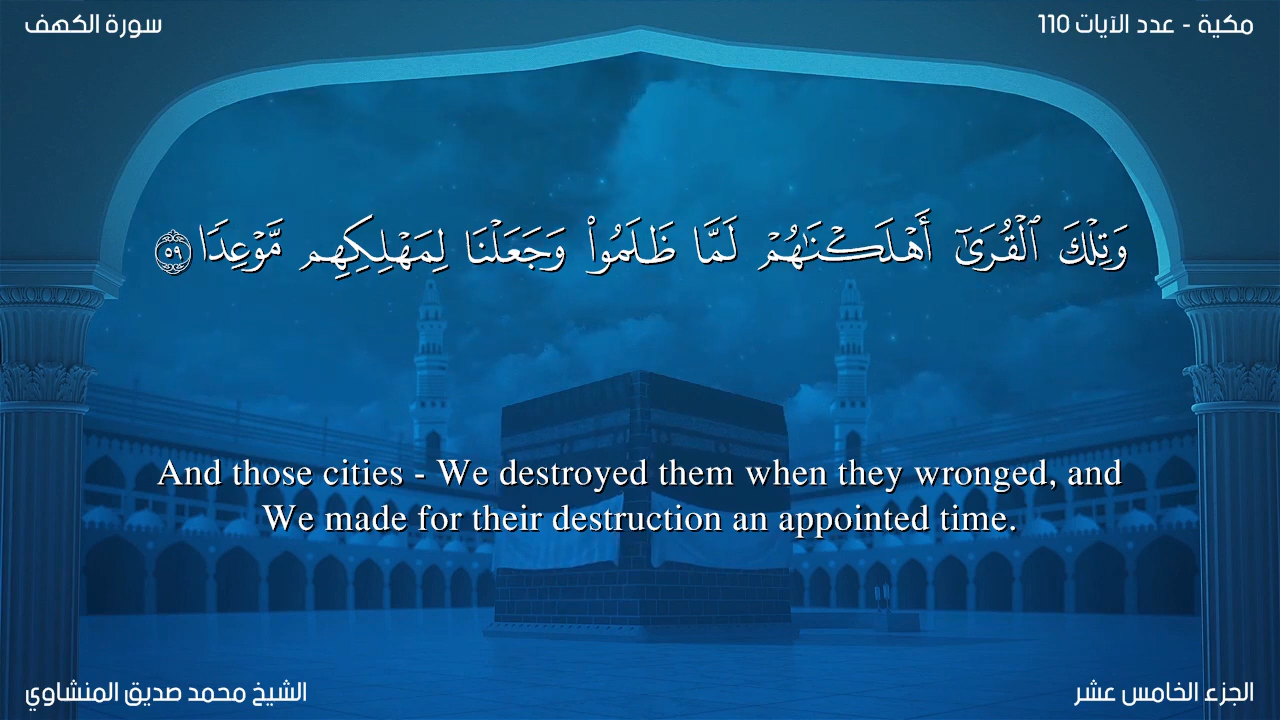 سورة الكهف
مكية - عدد الآيات 110
وَتِلْكَ ٱلْقُرَىٰٓ أَهْلَكْنَـٰهُمْ لَمَّا ظَلَمُوا۟ وَجَعَلْنَا لِمَهْلِكِهِم مَّوْعِدًا ٥٩
And those cities - We destroyed them when they wronged, and
We made for their destruction an appointed time.
الشيخ محمد صديق المنشاوي
الجزء الخامس عشر